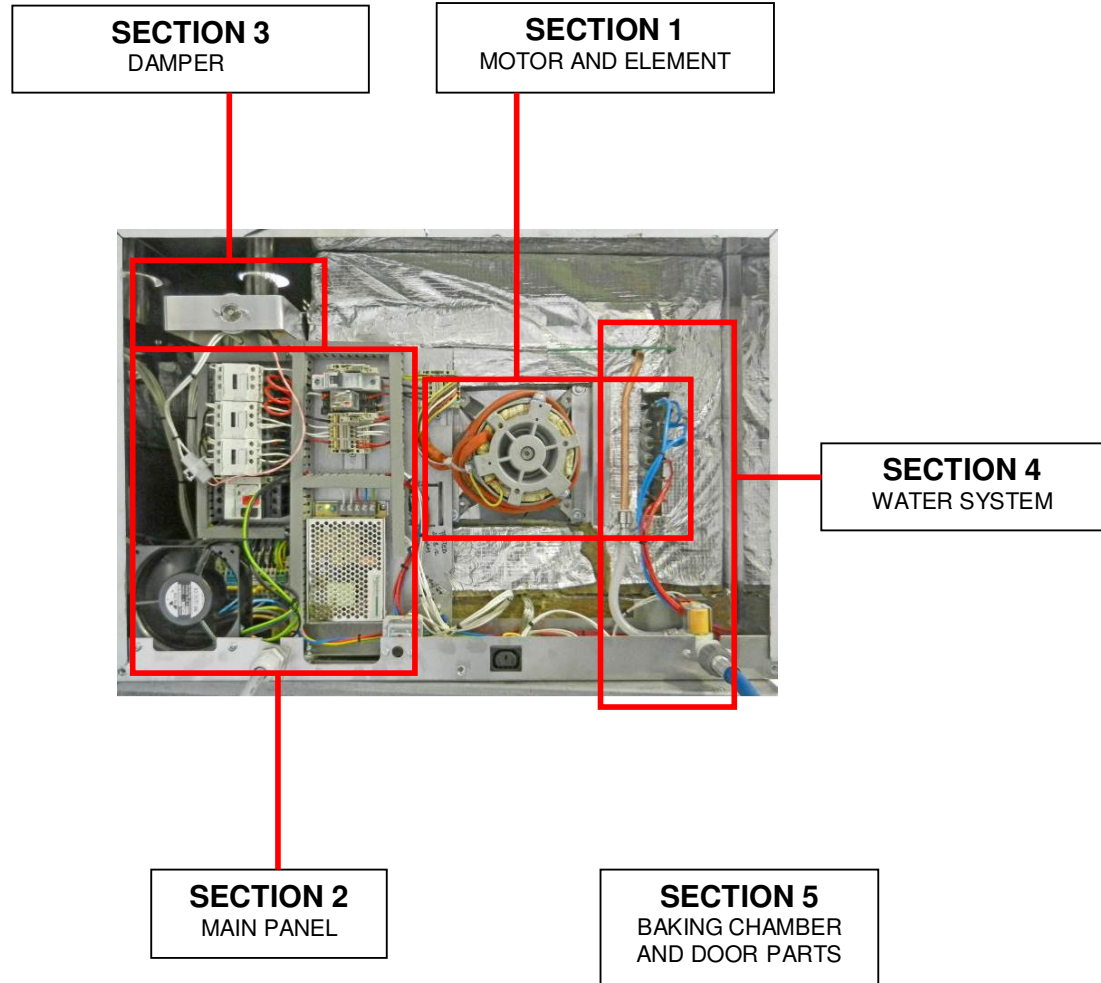 SECTION 3
DAMPER
SECTION 1
MOTOR AND ELEMENT
SECTION 4
WATER SYSTEM
SECTION 2
MAIN PANEL
SECTION 5
BAKING CHAMBER
AND DOOR PARTS